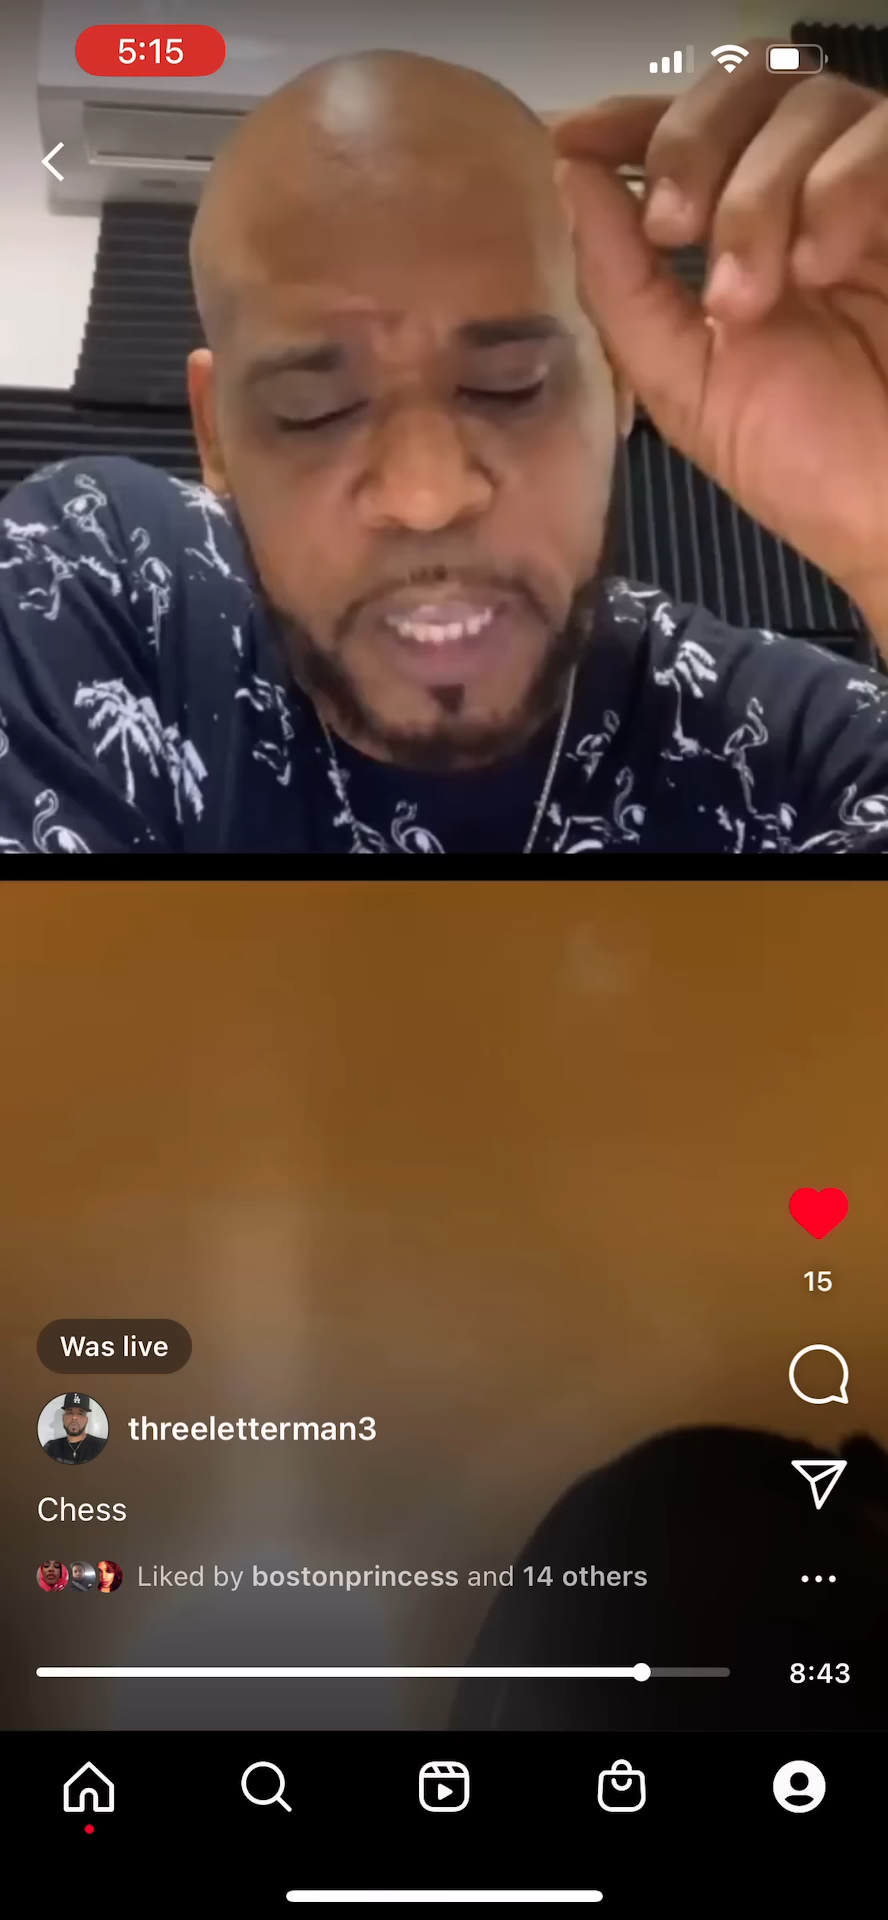 5:15
Was live
threeletterman3
Chess
Liked by bostonprincess and 14 others
15
8:43